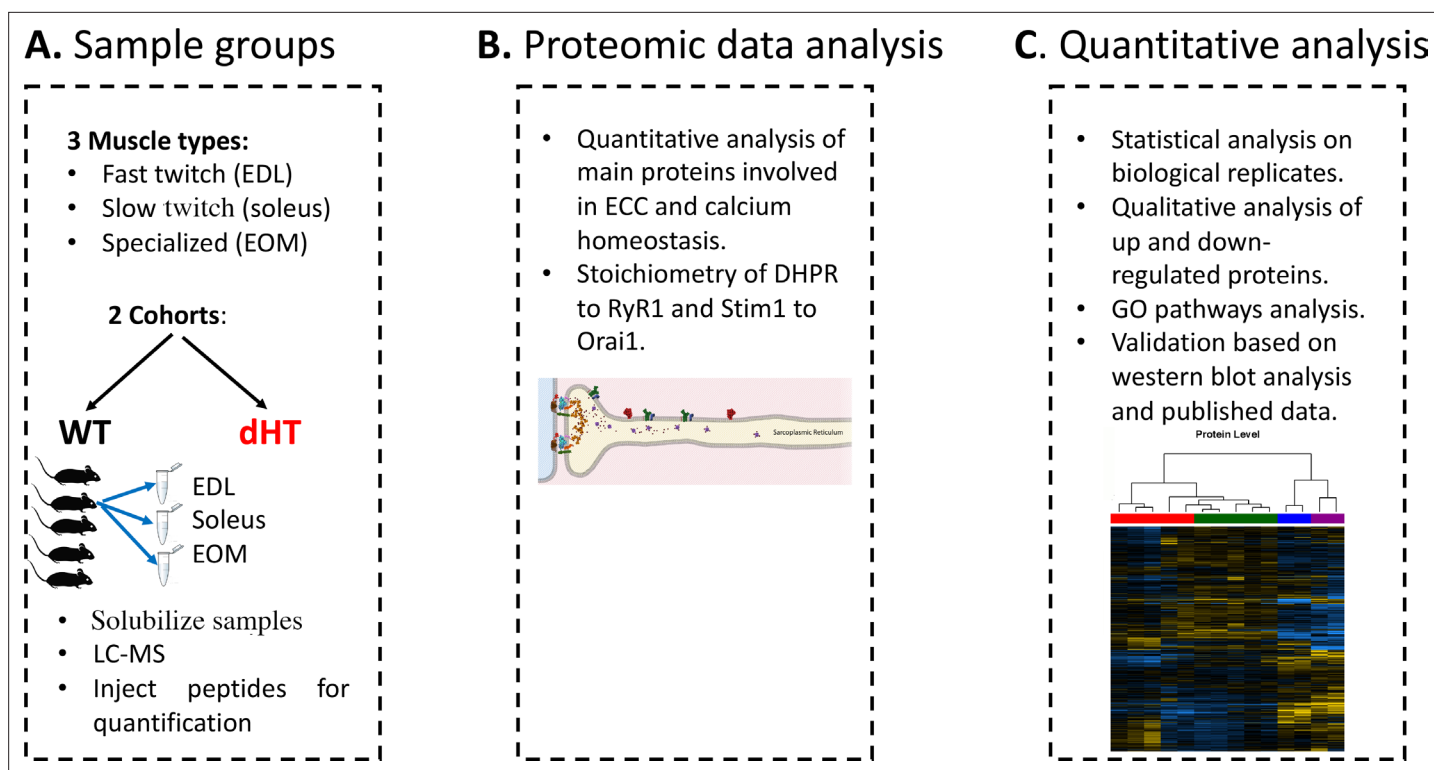 A. Sample groups
3 Muscle types:
• Fast twitch (EDL)
• Slow twitch (soleus)
• Specialized (EOM)
2 Cohorts:
WT
dHT
EDL
Soleus
EOM
• Solubilize samples
• LC-MS
• Inject peptides for
quantification
B. Proteomic data analysis
• Quantitative analysis of
main proteins involved
in ECC and calcium
homeostasis.
• Stoichiometry of DHPR
to RyR1 and Stim1 to
Orai1.
Sarcoplasmic Reticulum
C. Quantitative analysis
• Statistical analysis on
biological replicates.
• Qualitative analysis of
up and down-
regulated proteins.
• GO pathways analysis.
• Validation based on
western blot analysis
and published data.
Protein Level